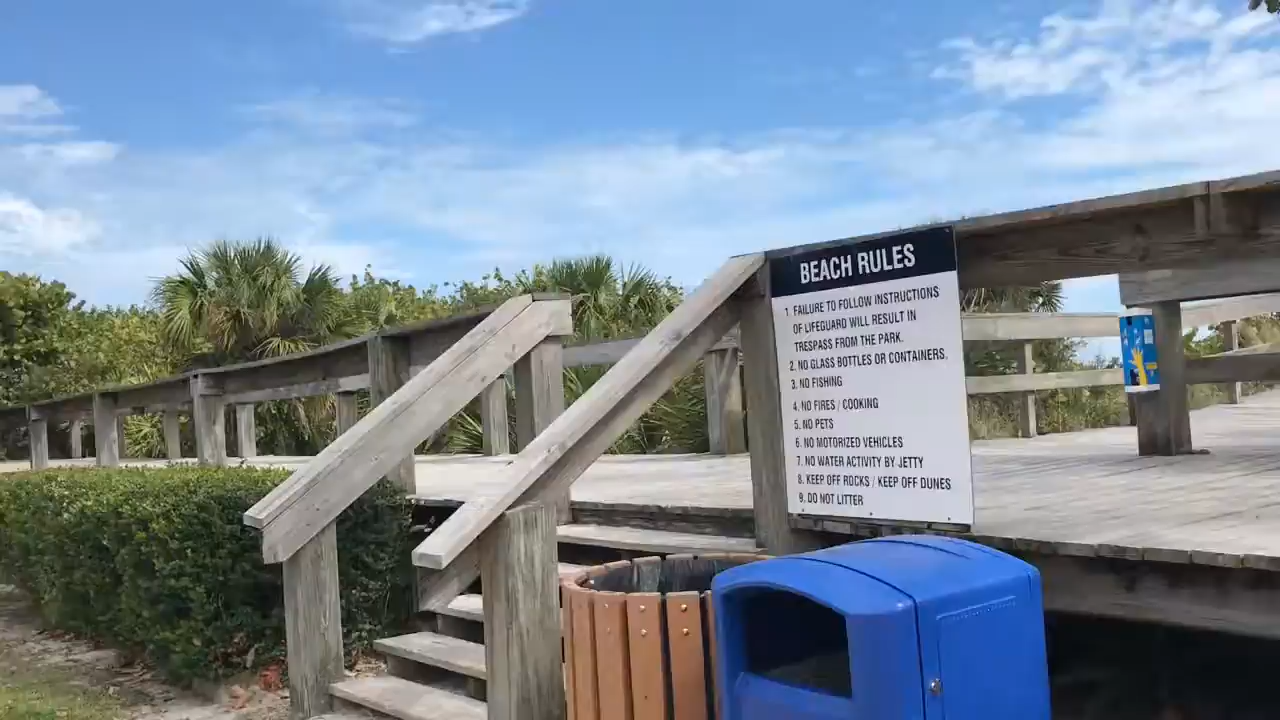 BEACH RULES
1. FAILURE TO FOLLOW INSTRUCTIONS
OF LIFEGUARD WILL RESULT IN
TRESPASS FROM THE PARK.
2. NO GLASS BOTTLES OR CONTAINERS.
3. NO FISHING
4. NO FIRES / COOKING
5. NO PETS
6. NO MOTORIZED VEHICLES
7. NO WATER ACTIVITY BY JETTY
8. KEEP OFF ROCKS / KEEP OFF DUNES
9. DO NOT LITTER